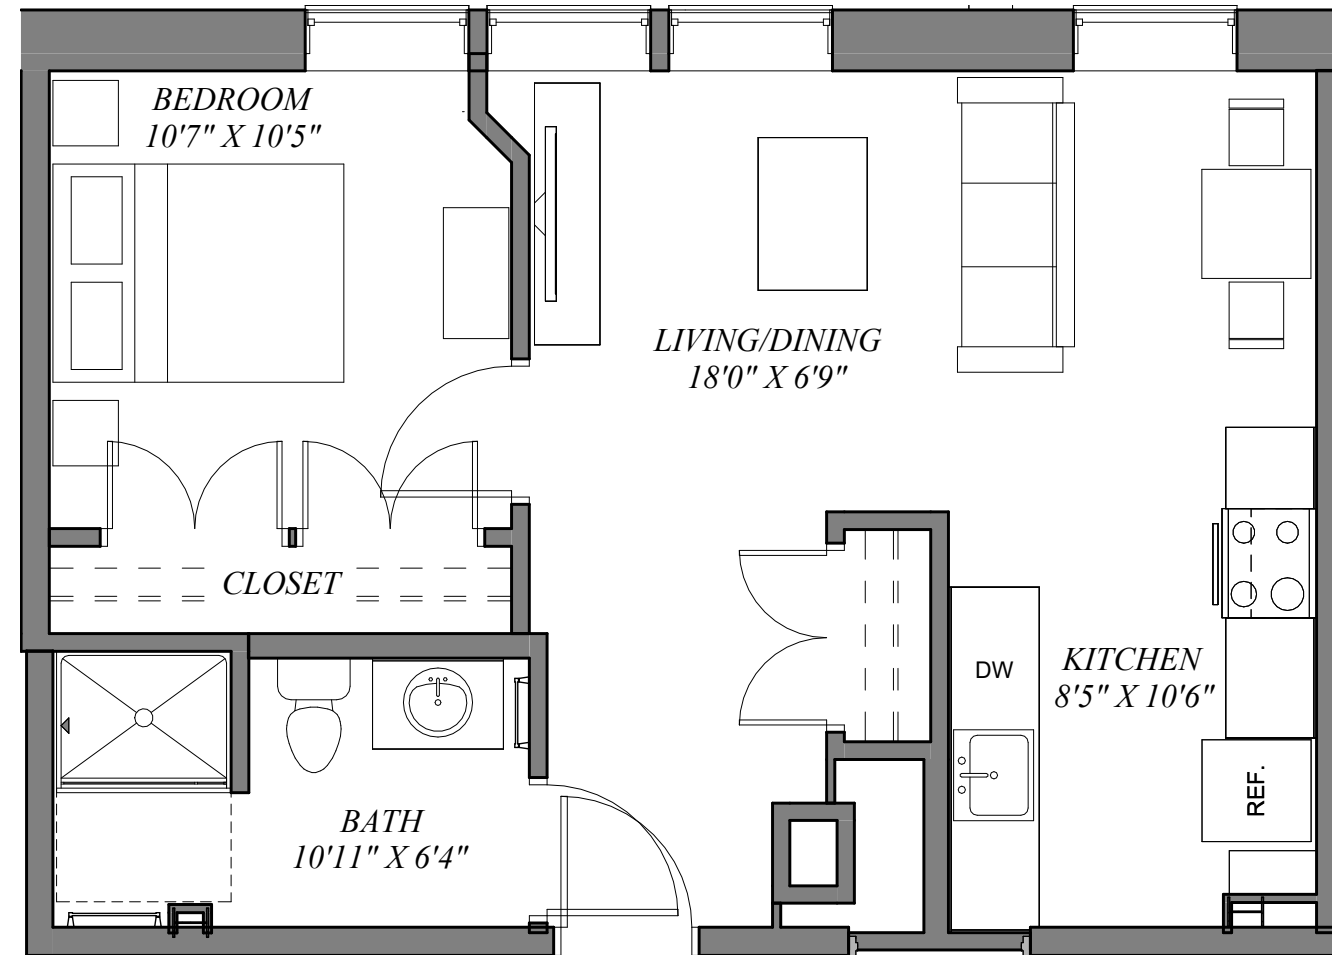 BEDROOM
10'7" X 10'5"
LIVING/DINING
18'0" X 6'9"
CLOSET
DW
KITCHEN
8'5" X 10'6"
REF.
BATH
10'11" X 6'4"